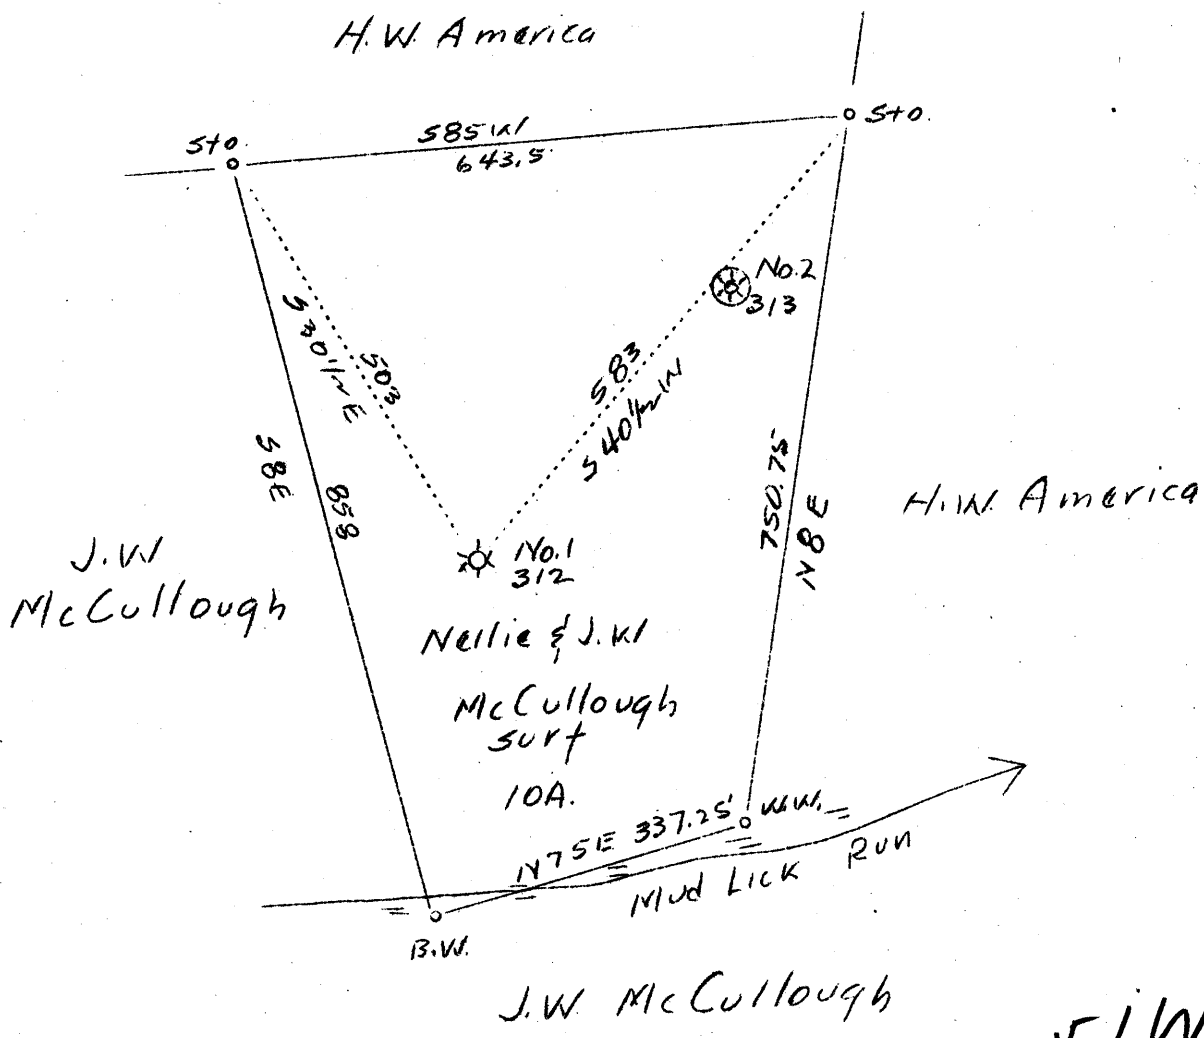 H.W. America
Sto.
S85W
643.5
Sto.
No.2
313
S30½E
503
583
S40½W
S8E
858
750.75
N8E
H.W. America
J.W
McCullough
No.1
312
Nellie & J.W
McCullough
surf
10A.
N75E 337.25'
W.W.
Mud Lick Run
B.W.
J.W. McCullough